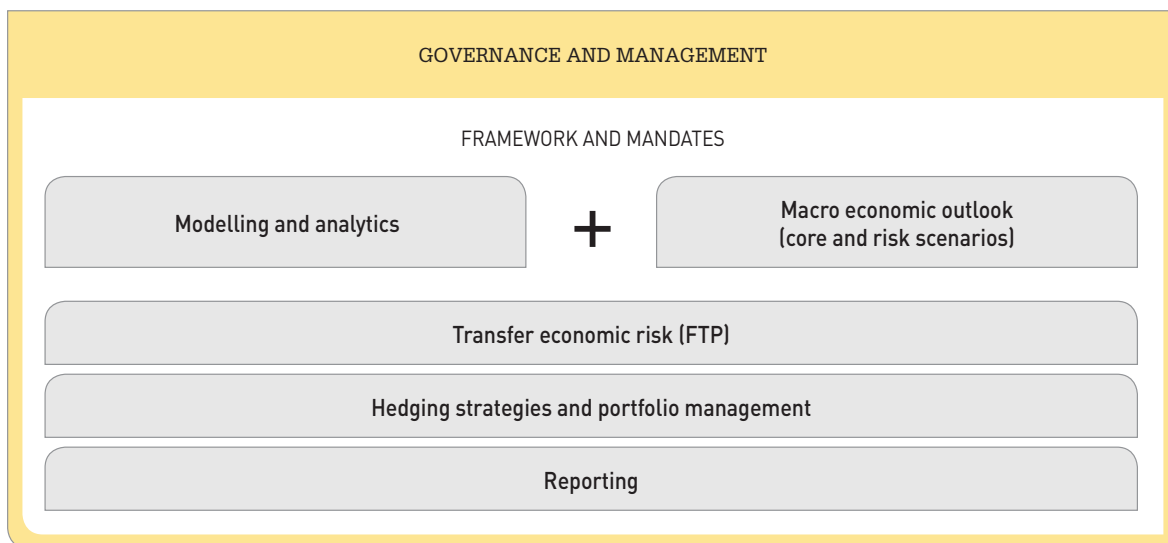 GOVERNANCE AND MANAGEMENT
FRAMEWORK AND MANDATES
Modelling and analytics
+
Macro economic outlook
(core and risk scenarios)
Transfer economic risk (FTP)
Hedging strategies and portfolio management
Reporting